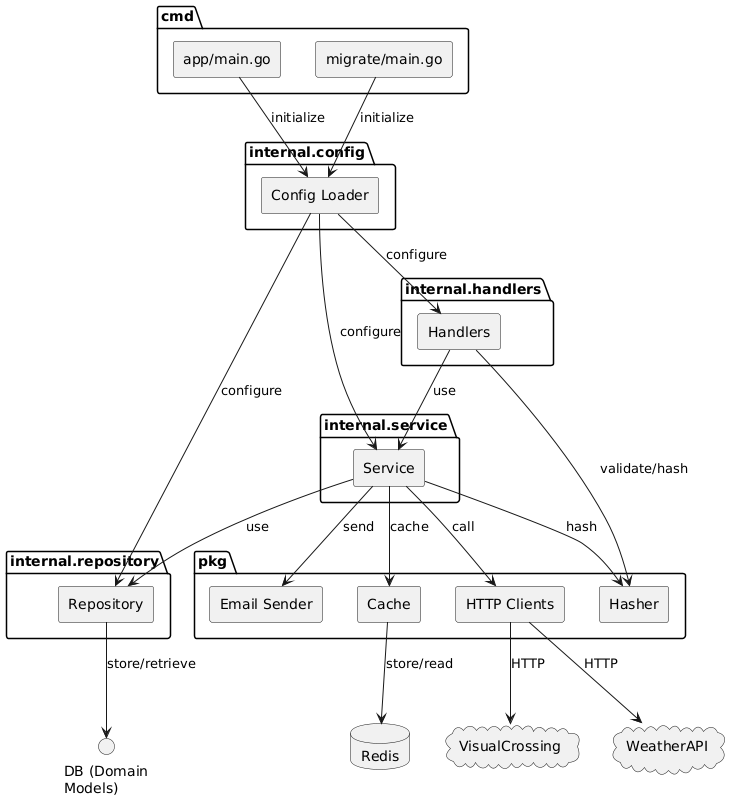 cmd
app/main.go
migrate/main.go
initialize
initialize
internal.config
Config Loader
configure
internal.handlers
Handlers
configure
configure
use
internal.service
Service
validate/hash
use
send
cache
call
hash
internal.repository
Repository
pkg
Email Sender
Cache
HTTP Clients
Hasher
store/retrieve
store/read
HTTP
HTTP
DB (Domain
Models)
Redis
VisualCrossing
WeatherAPI